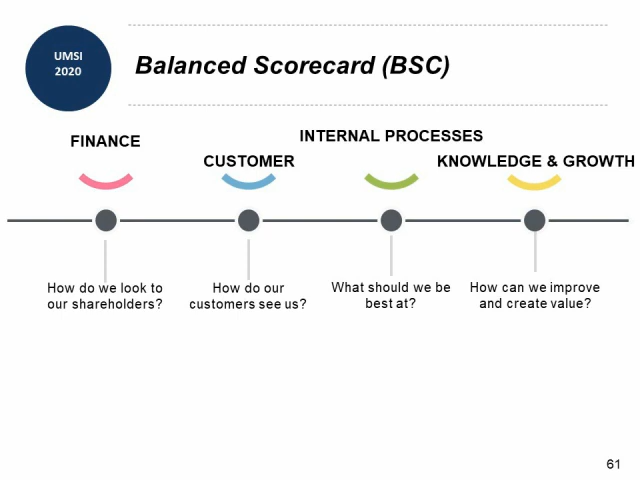 UMSI
2020
Balanced Scorecard (BSC)
FINANCE
CUSTOMER
INTERNAL PROCESSES
KNOWLEDGE & GROWTH
How do we look to
our shareholders?
How do our
customers see us?
What should we be
best at?
How can we improve
and create value?
61